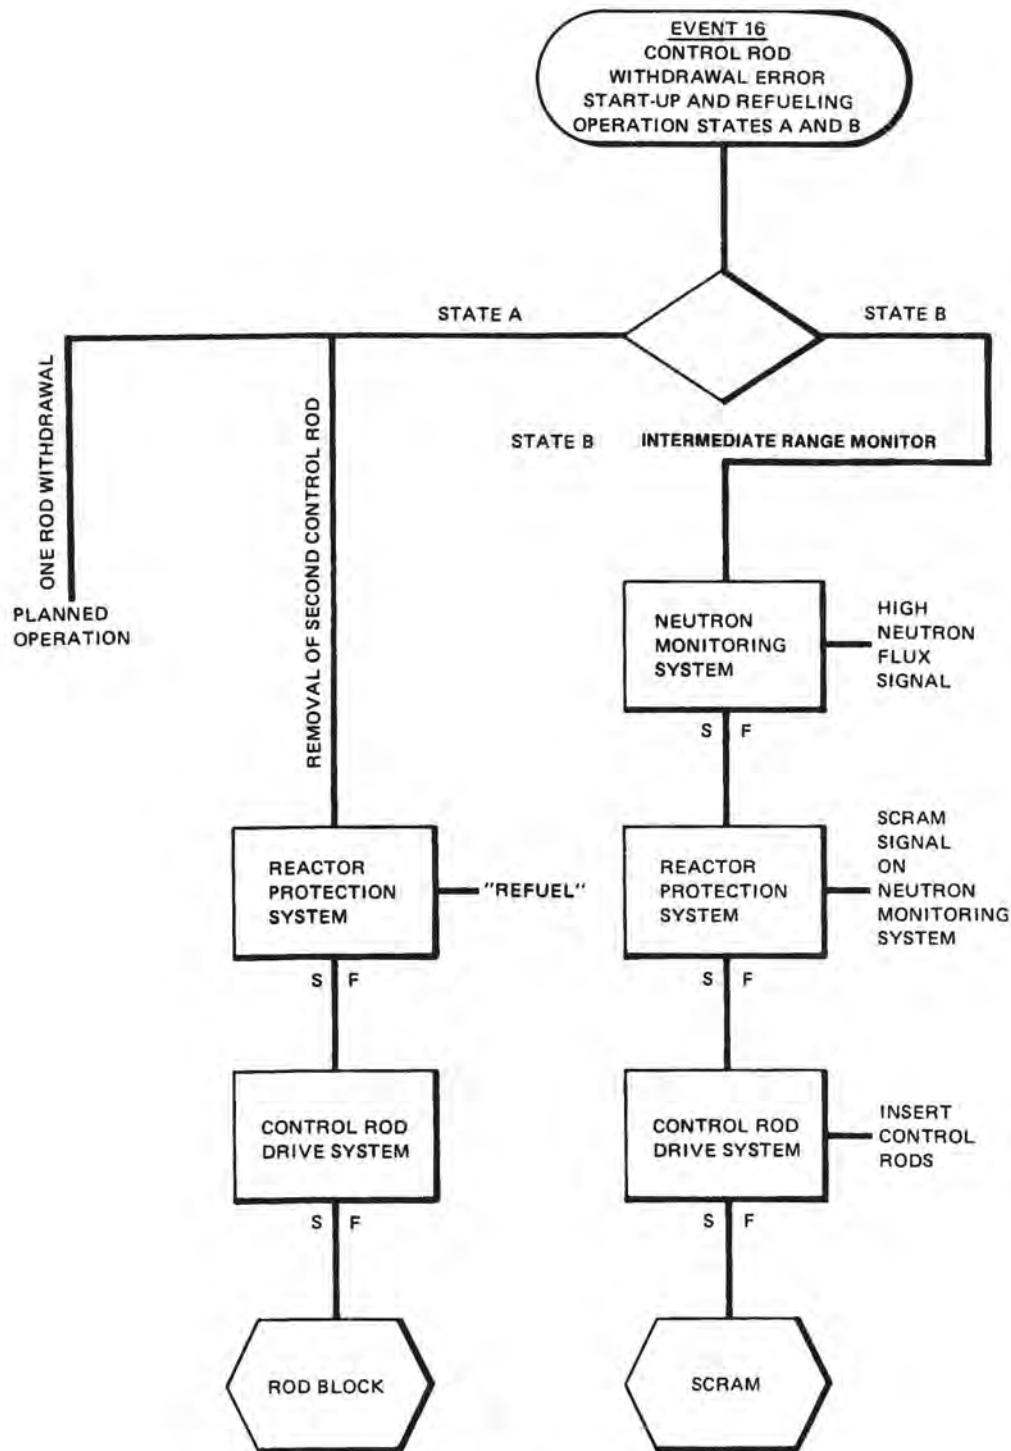 EVENT 16
CONTROL ROD
WITHDRAWAL ERROR
START-UP AND REFUELING
OPERATION STATES A AND B
STATE A
STATE B
ONE ROD WITHDRAWAL
PLANNED
OPERATION
REMOVAL OF SECOND CONTROL ROD
STATE B INTERMEDIATE RANGE MONITOR
NEUTRON
MONITORING
SYSTEM
HIGH
NEUTRON
FLUX
SIGNAL
S F
REACTOR
PROTECTION
SYSTEM
"REFUEL"
S F
REACTOR
PROTECTION
SYSTEM
SCRAM
SIGNAL
ON
NEUTRON
MONITORING
SYSTEM
S F
CONTROL ROD
DRIVE SYSTEM
S F
CONTROL ROD
DRIVE SYSTEM
INSERT
CONTROL
RODS
S F
ROD BLOCK
SCRAM